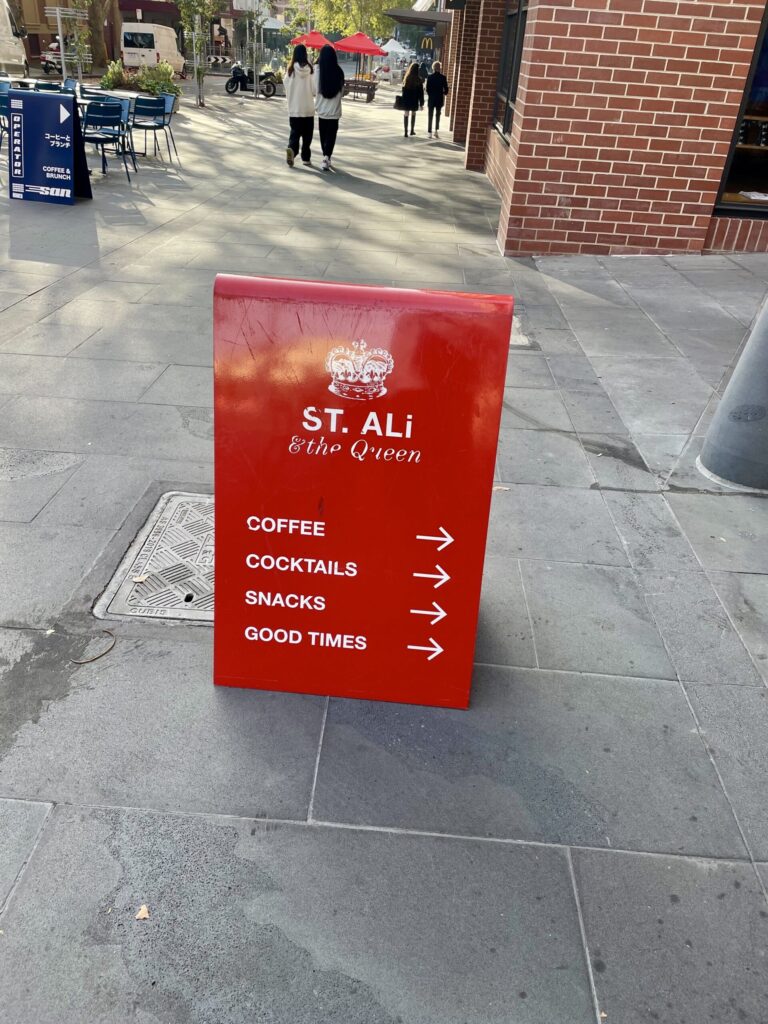 OPERATOR
コーヒーと
ブランチ
COFFEE &
BRUNCH
San
ST. ALi
& the Queen
COFFEE
COCKTAILS
SNACKS
GOOD TIMES